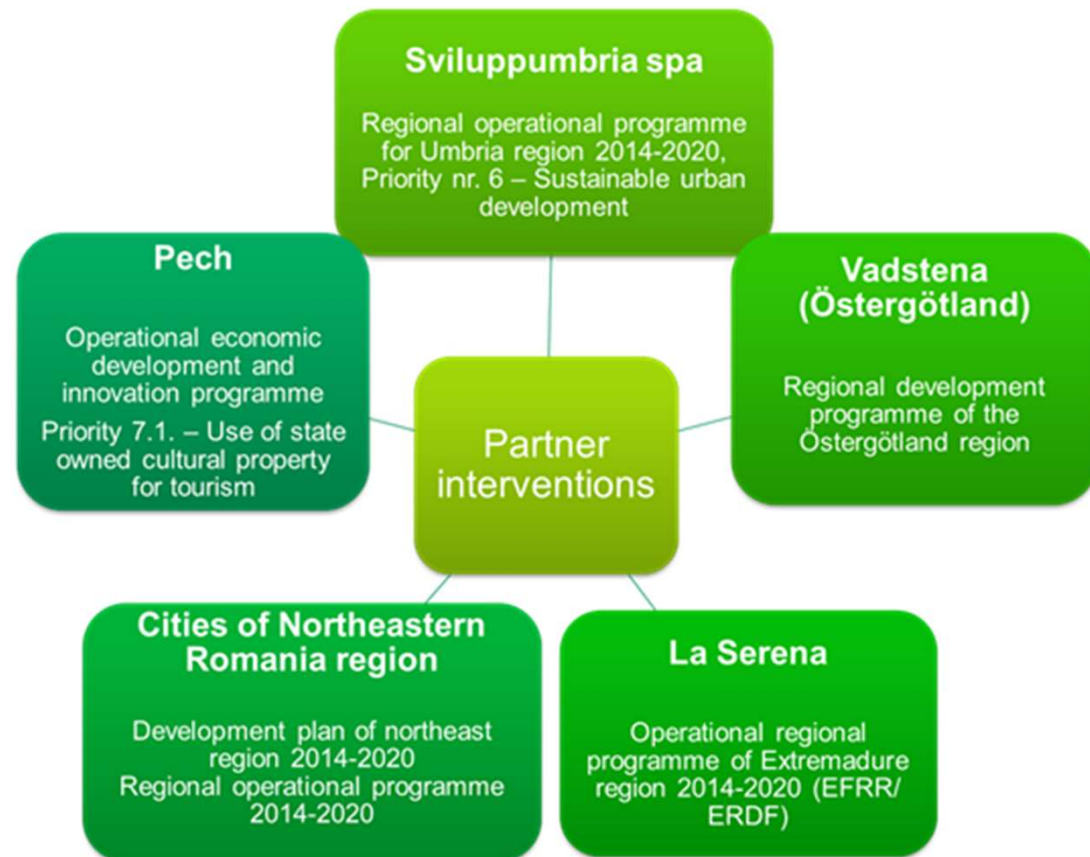 Sviluppumbria spa
Regional operational programme
for Umbria region 2014-2020,
Priority nr. 6 – Sustainable urban
development
Pech
Operational economic
development and
innovation programme
Priority 7.1. – Use of state
owned cultural property
for tourism
Vadstena
(Östergötland)
Regional development
programme of the
Östergötland region
Partner
interventions
Cities of Northeastern
Romania region
Development plan of northeast
region 2014-2020
Regional operational programme
2014-2020
La Serena
Operational regional
programme of Extremadure
region 2014-2020 (EFRR/
ERDF)